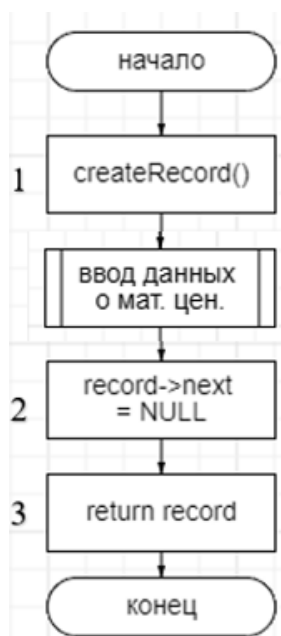 начало
1
createRecord()
ввод данных
о мат. цен.
record->next
2
= NULL
3
return record
конец